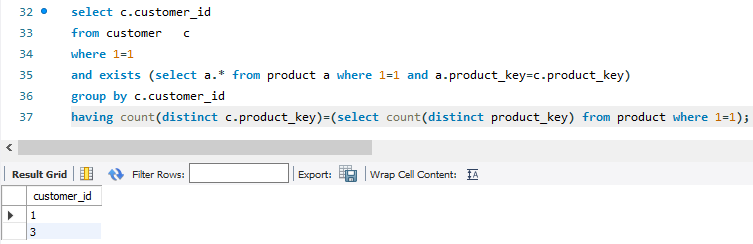 32 select c.customer_id
33 from customer c
34 where 1=1
35 and exists (select a.* from product a where 1=1 and a.product_key=c.product_key)
36 group by c.customer_id
37 having count(distinct c.product_key)=(select count(distinct product_key) from product where 1=1);
Result Grid Filter Rows: Export: Wrap Cell Content: IA
customer_id
1
3